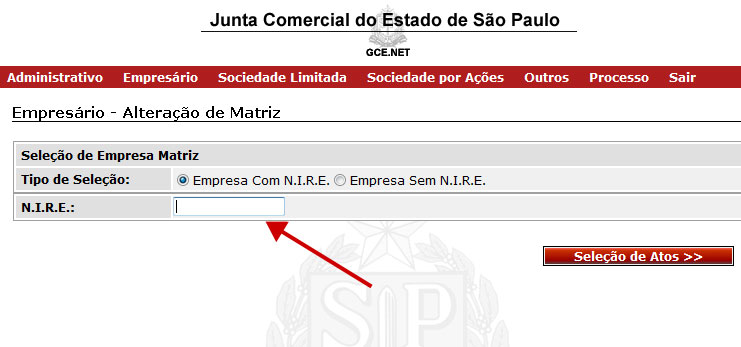 Junta Comercial do Estado de São Paulo
GCE.NET
Administrativo Empresário Sociedade Limitada Sociedade por Ações Outros Processo Sair
Empresário - Alteração de Matriz
Seleção de Empresa Matriz
Tipo de Seleção: Empresa Com N.I.R.E. Empresa Sem N.I.R.E.
N.I.R.E.:
Seleção de Atos >>
SP